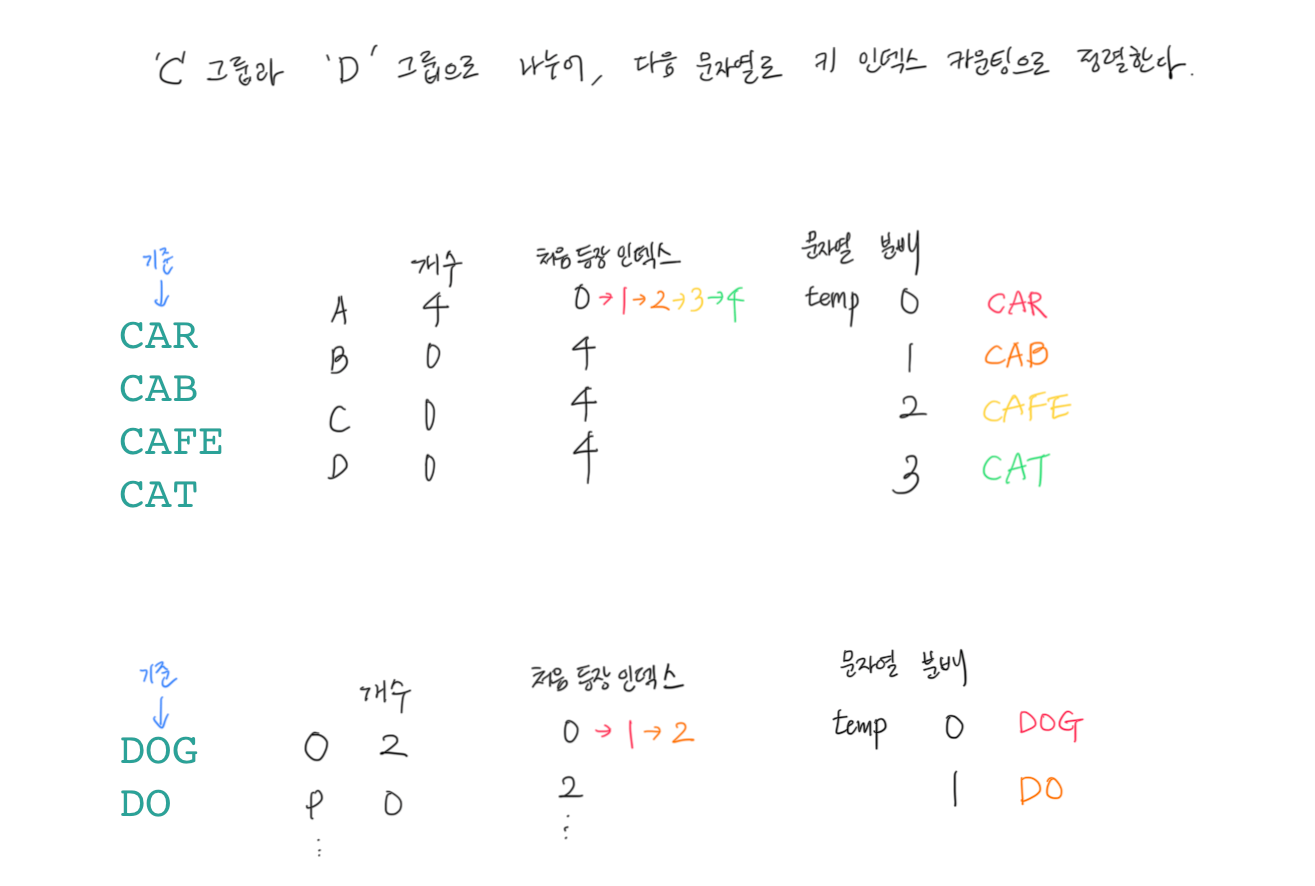 'C' 그룹과 'D' 그룹으로 나누어, 다음 문자열로 키 인덱스 카운팅으로 정렬한다.
기준 개수 처음 등장 인덱스 문자열 분배
↓
CAR A 4 0→1→2→3→4 temp 0 CAR
CAB B 0 4 1 CAB
CAFE C 0 4 2 CAFE
CAT D 0 4 3 CAT
기준 개수 처음 등장 인덱스 문자열 분배
↓
DOG O 2 0→1→2 temp 0 DOG
DO P 0 2 1 DO
⋮ ⋮